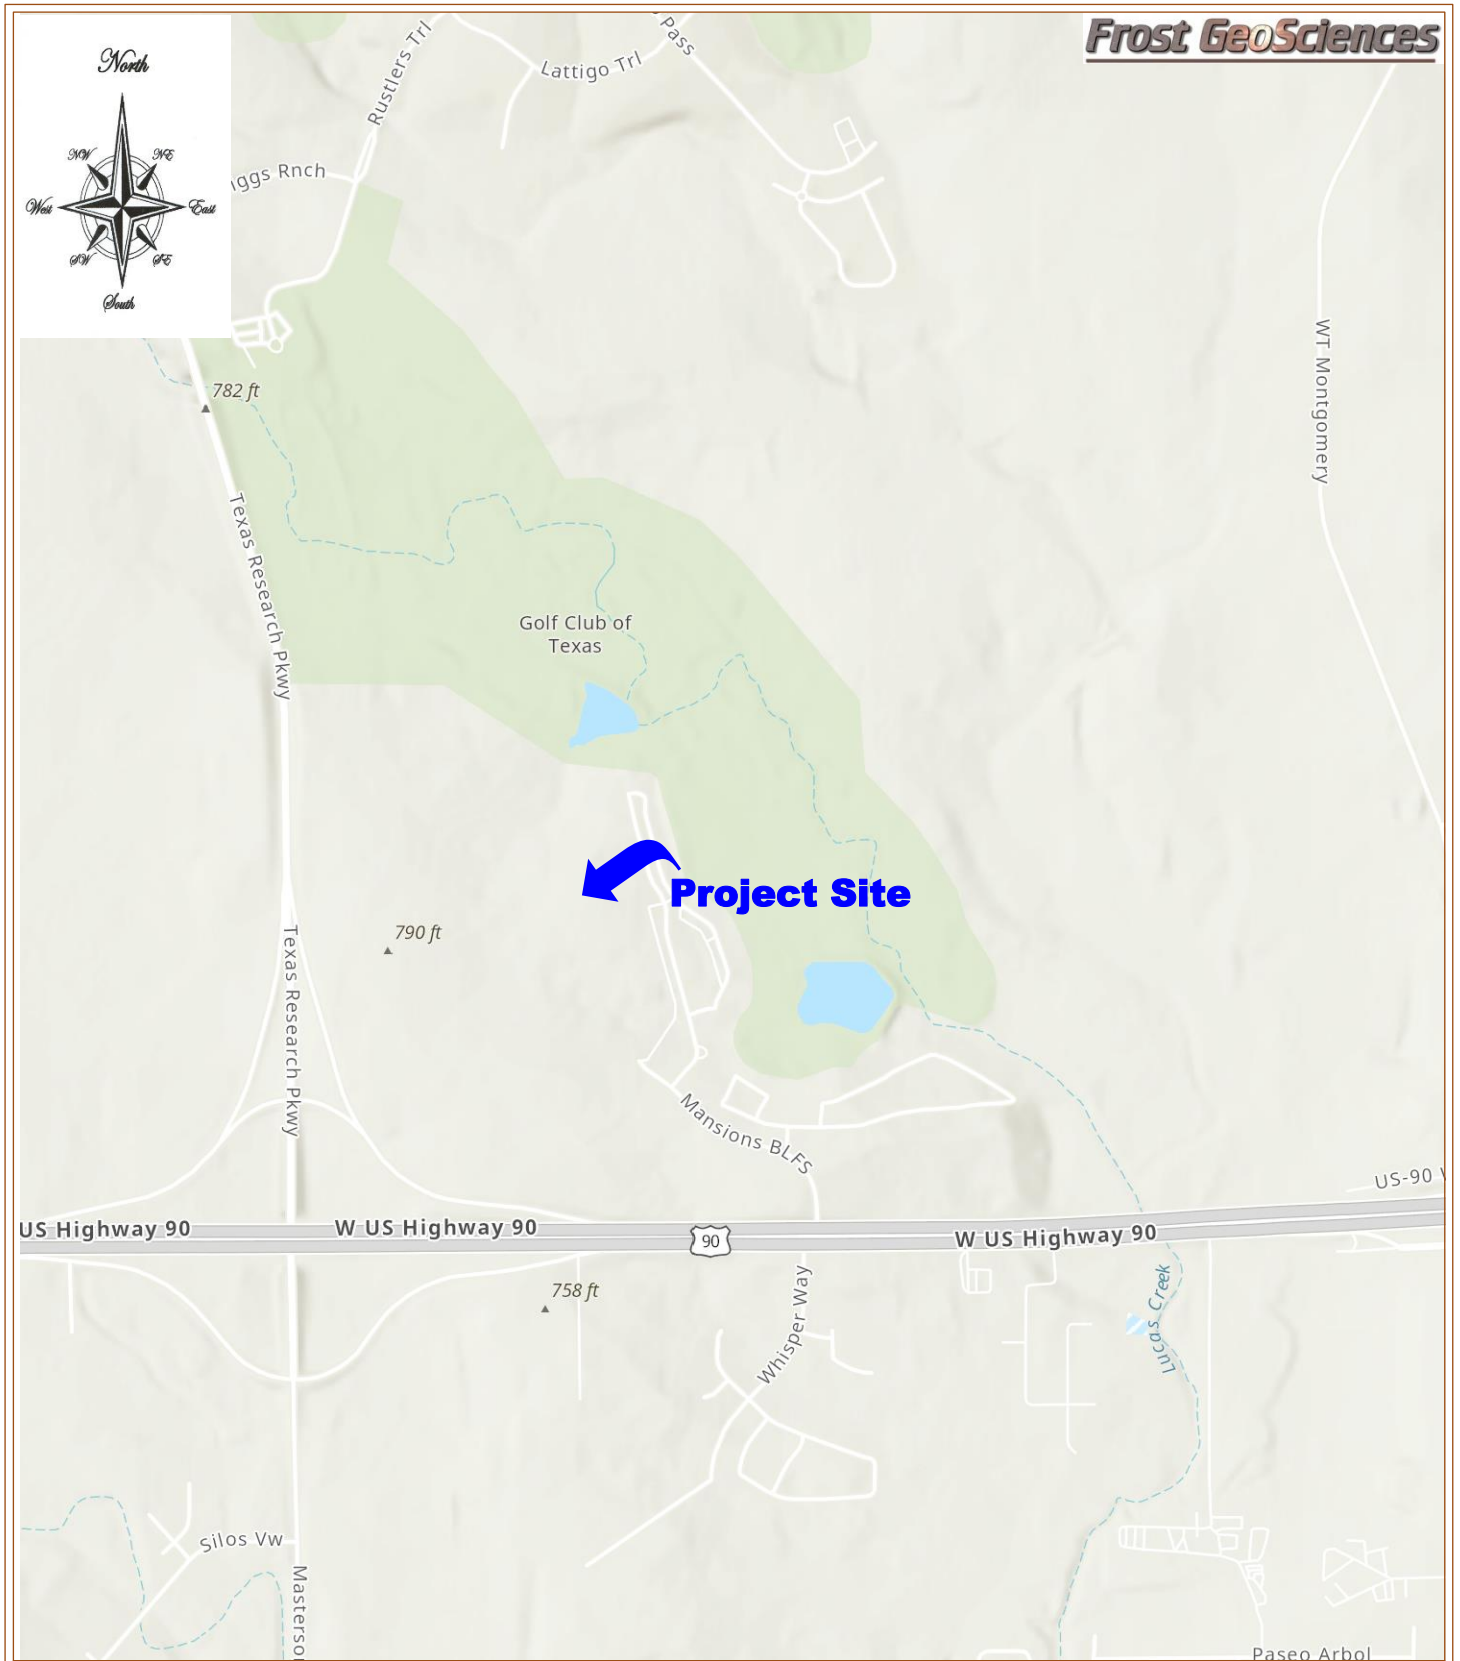 Frost GeoSciences
North
NW
NE
West
East
SW
SE
South
Rustlers Trl
Lattigo Trl
Pass
iggs Rnch
WT Montgomery
782 ft
Texas Research Pkwy
Golf Club of
Texas
Project Site
790 ft
Texas Research Pkwy
Mansions BLFS
US-90
US Highway 90
W US Highway 90
90
W US Highway 90
758 ft
Whisper Way
Lucas Creek
Silos Vw
Masterso
Paseo Arbol